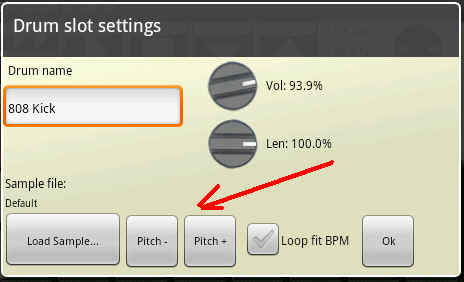 Drum slot settings
Drum name
Vol: 93.9%
808 Kick
Len: 100.0%
Sample file:
Default
Load Sample...
Pitch -
Pitch +
Loop fit BPM
Ok